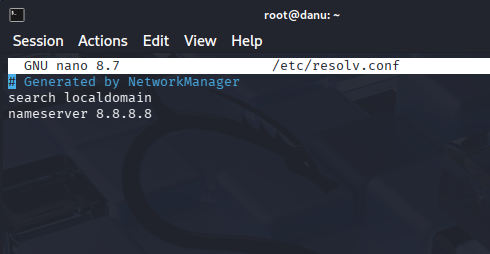 root@danu: ~
Session Actions Edit View Help
GNU nano 8.7 /etc/resolv.conf
# Generated by NetworkManager
search localdomain
nameserver 8.8.8.8